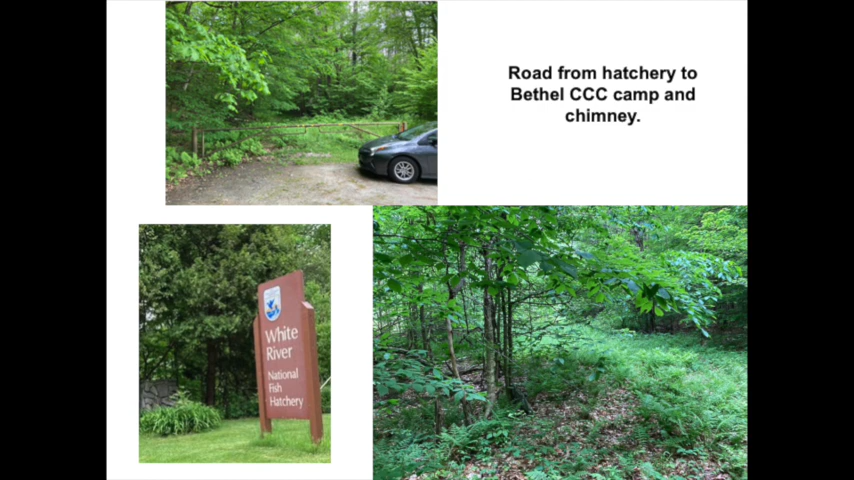 Road from hatchery to
Bethel CCC camp and
chimney.
White
River
National
Fish
Hatchery